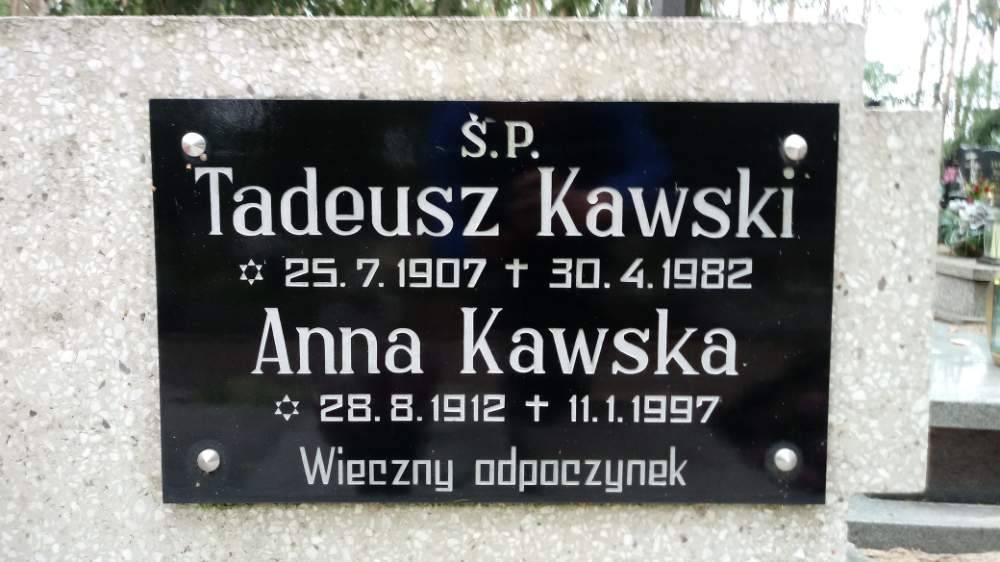 Š.P.
Tadeusz Kawski
✡ 25.7.1907 ✝ 30.4.1982
Anna Kawska
✡ 28.8.1912 ✝ 11.1.1997
Wieczny odpoczynek